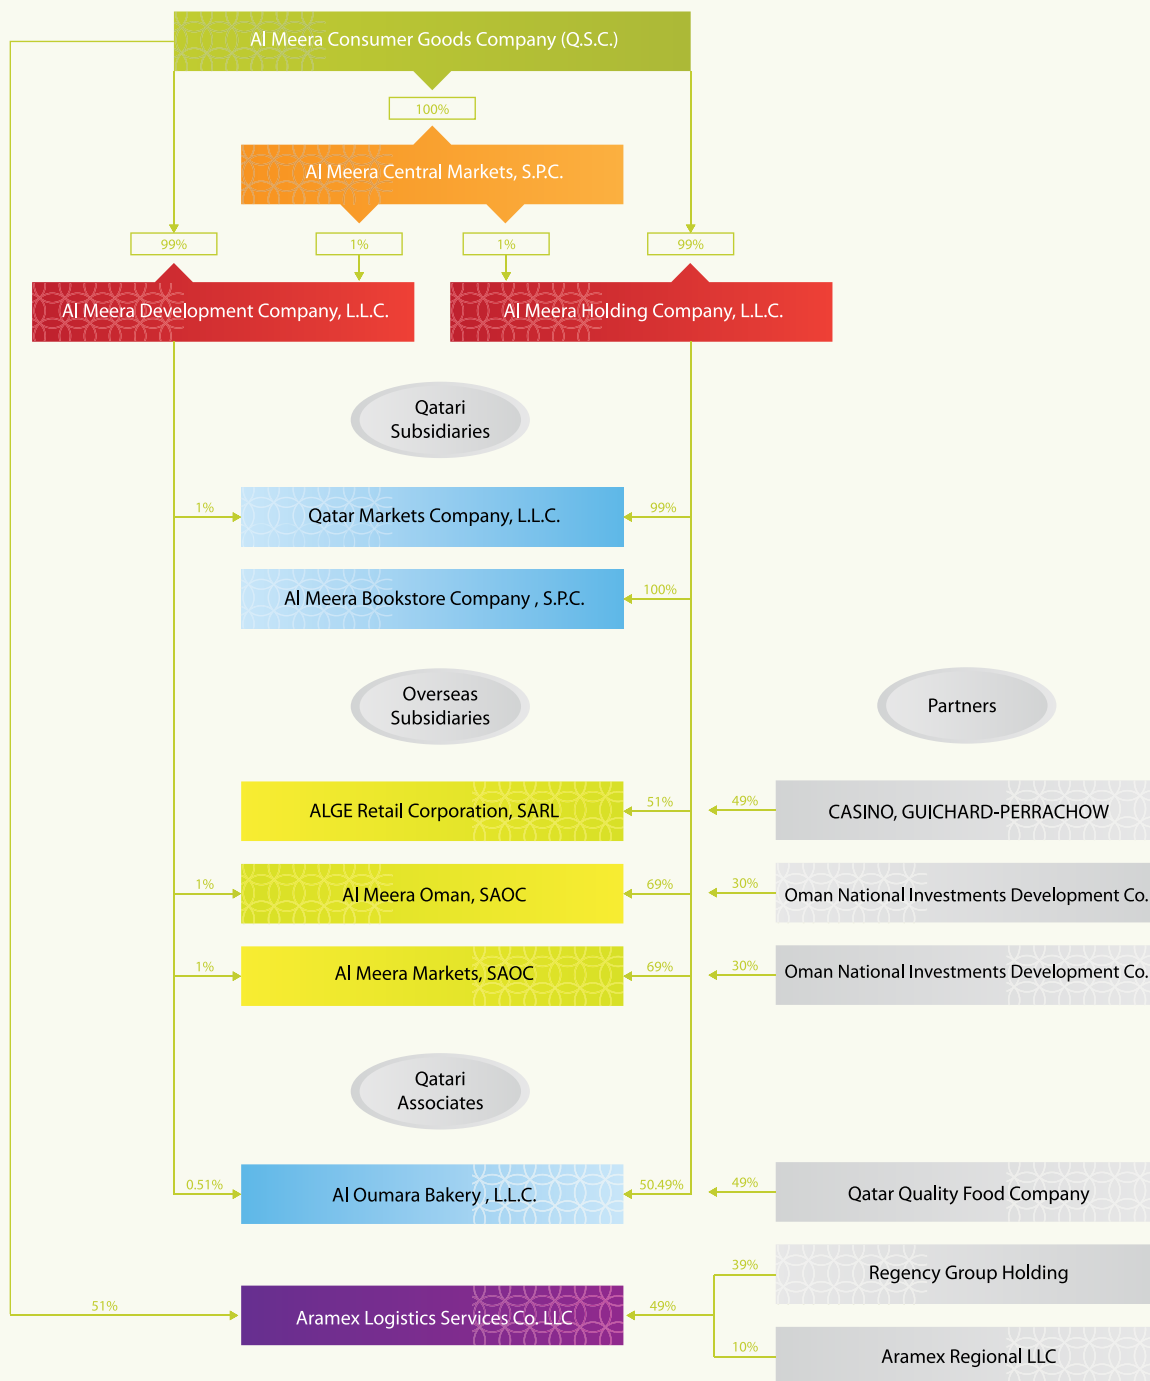 Al Meera Consumer Goods Company (Q.S.C.)
100%
Al Meera Central Markets, S.P.C.
99%
1%
1%
99%
Al Meera Development Company, L.L.C.
Al Meera Holding Company, L.L.C.
Qatari
Subsidiaries
1%
Qatar Markets Company, L.L.C.
99%
Al Meera Bookstore Company , S.P.C.
100%
Overseas
Subsidiaries
Partners
ALGE Retail Corporation, SARL
51%
49%
CASINO, GUICHARD-PERRACHOW
1%
Al Meera Oman, SAOC
69%
30%
Oman National Investments Development Co.
1%
Al Meera Markets, SAOC
69%
30%
Oman National Investments Development Co.
Qatari
Associates
0.51%
Al Oumara Bakery , L.L.C.
50.49%
49%
Qatar Quality Food Company
39%
Regency Group Holding
51%
Aramex Logistics Services Co. LLC
49%
10%
Aramex Regional LLC